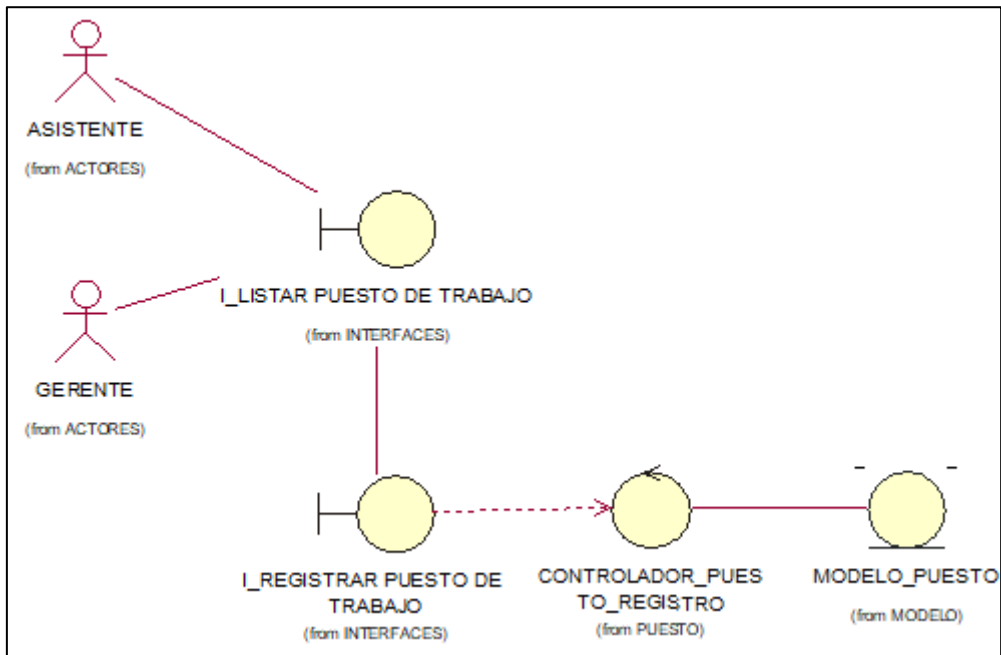 ASISTENTE
(from ACTORES)
I_LISTAR PUESTO DE TRABAJO
(from INTERFACES)
GERENTE
(from ACTORES)
I_REGISTRAR PUESTO DE
TRABAJO
(from INTERFACES)
CONTROLADOR_PUES
TO_REGISTRO
(from PUESTO)
MODELO_PUESTO
(from MODELO)